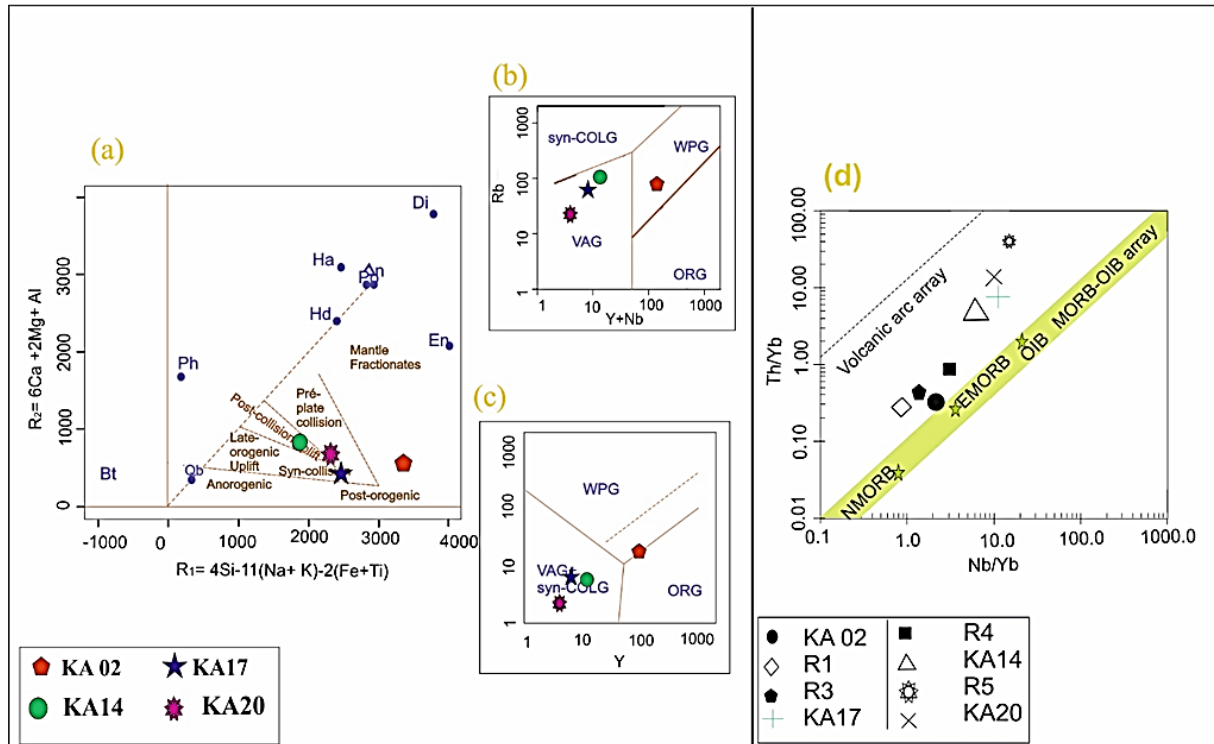 (a)
R2= 6Ca +2Mg+ Al
0
1000
2000
3000
Di
Ha
An
Hd
En
Mantle
Fractionates
Ph
Pré-
plate
collision
Post-collision Uplift
Late-
orogenic
Uplift
Syn-collis
Ob
Anorogenic
Post-orogenic
Bt
-1000
0
1000
2000
3000
4000
R1= 4Si-11(Na+ K)-2(Fe+Ti)
KA 02
KA17
KA14
KA20
(b)
Rb
1
10
100
1000
syn-COLG
WPG
VAG
ORG
1
10
100
1000
Y+Nb
(c)
1
10
100
1000
WPG
VAG+
syn-COLG
ORG
1
10
100
1000
Y
(d)
Th/Yb
100.00
10.00
1.00
0.10
0.01
Volcanic arc array
MORB-OIB array
OIB
EMORB
NMORB
0.1
1.0
10.0
100.0
1000.0
Nb/Yb
KA 02
R1
R3
KA17
R4
KA14
R5
KA20